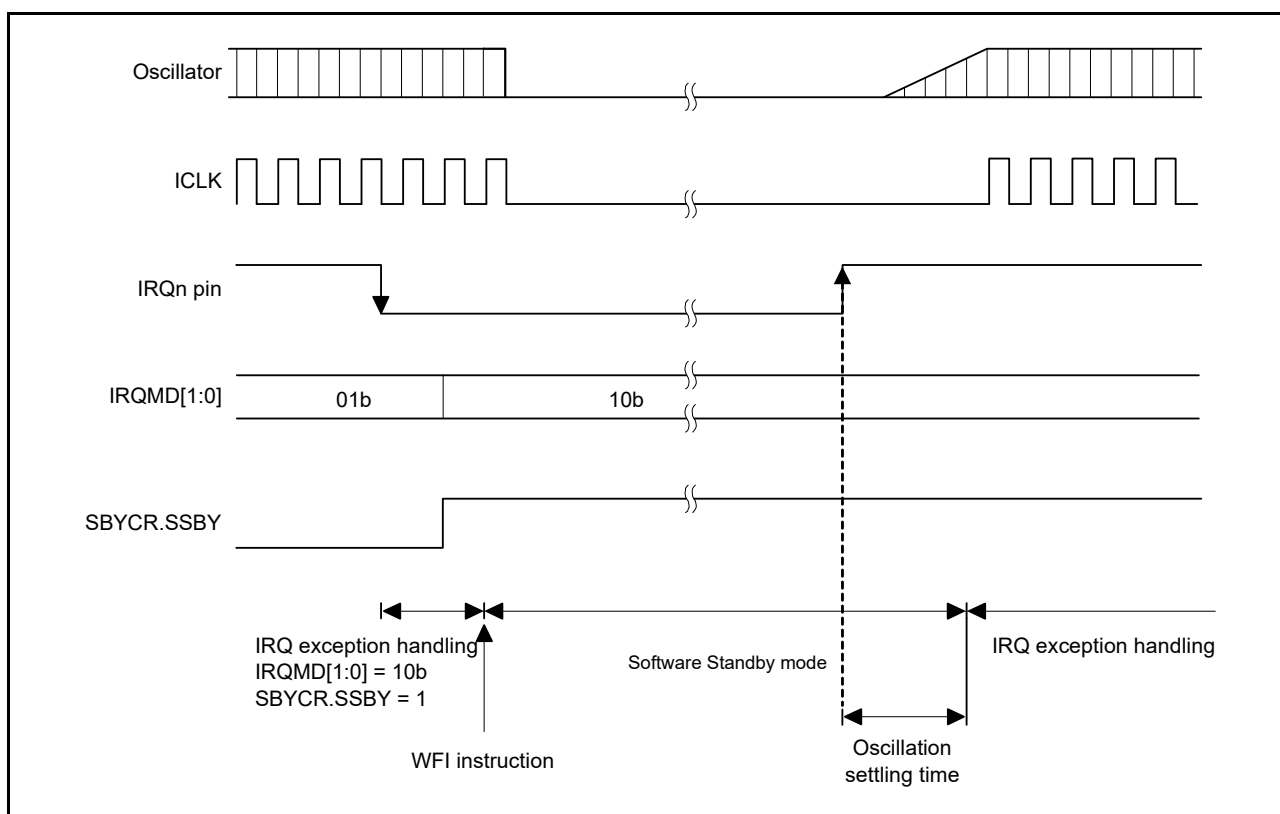 Oscillator
ICLK
IRQn pin
IRQMD[1:0]
01b
10b
SBYCR.SSBY
IRQ exception handling
IRQMD[1:0] = 10b
SBYCR.SSBY = 1
Software Standby mode
IRQ exception handling
WFI instruction
Oscillation
settling time